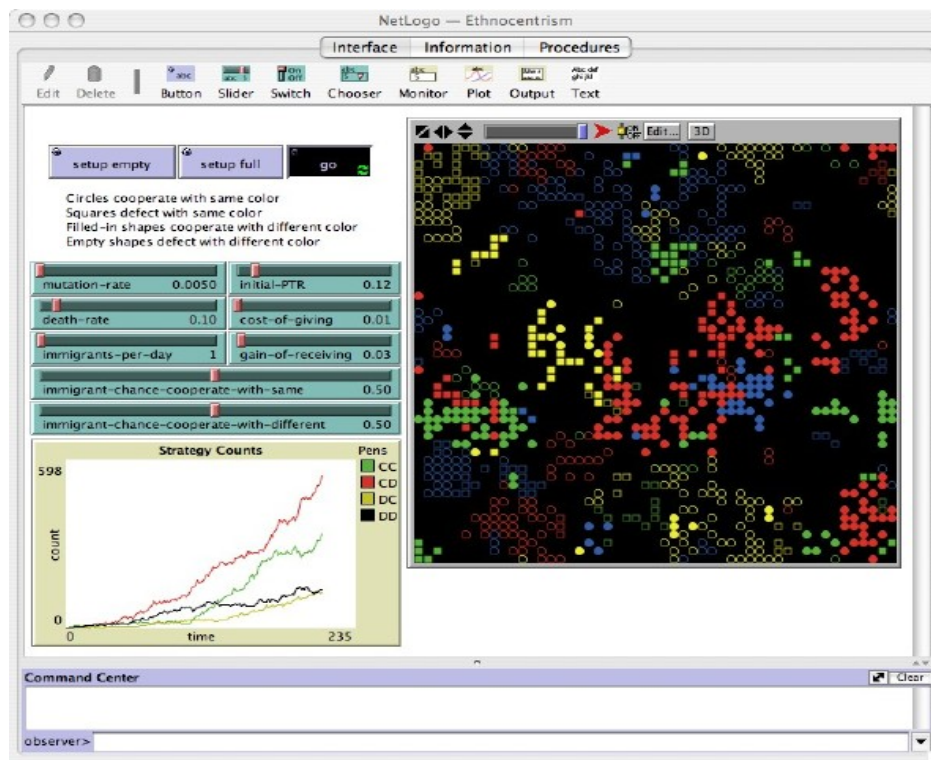 NetLogo — Ethnocentrism
Interface Information Procedures
Edit Delete Button Slider Switch Chooser Monitor Plot Output Text
Edit... 3D
setup empty setup full go
Circles cooperate with same color
Squares defect with same color
Filled-in shapes cooperate with different color
Empty shapes defect with different color
mutation-rate 0.0050 initial-PTR 0.12
death-rate 0.10 cost-of-giving 0.01
immigrants-per-day 1 gain-of-receiving 0.03
immigrant-chance-cooperate-with-same 0.50
immigrant-chance-cooperate-with-different 0.50
Strategy Counts Pens
598
CC
CD
DC
DD
count
0
0 time 235
Command Center Clear
observer>